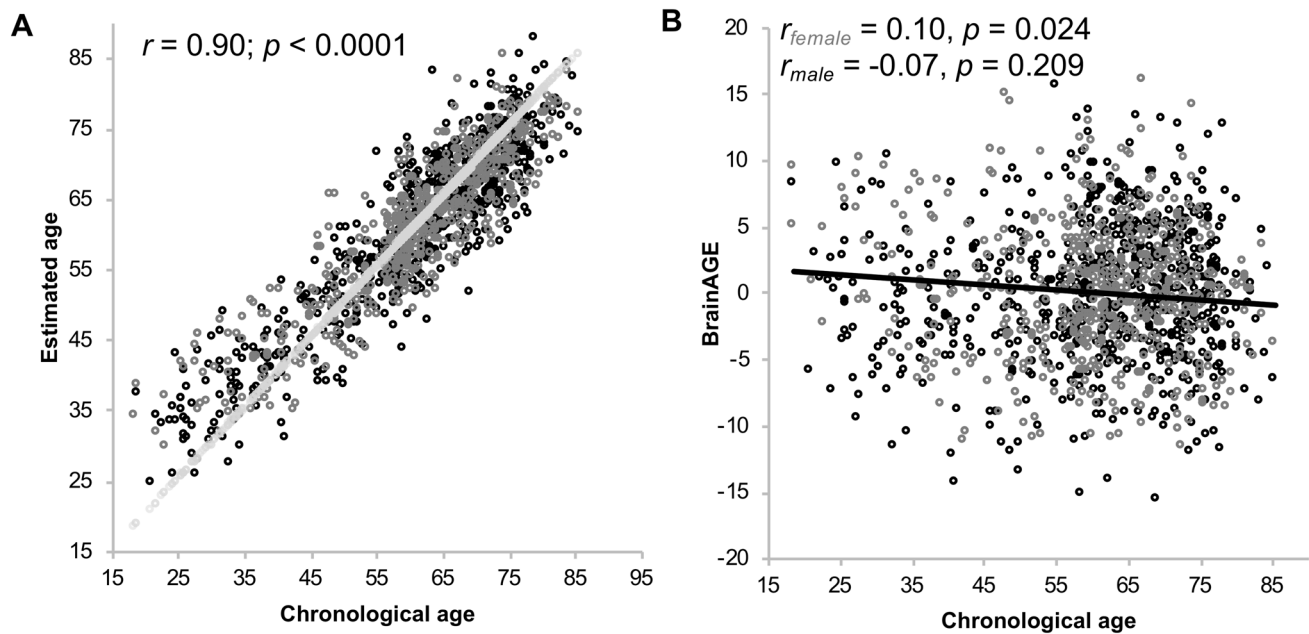 A
r = 0.90; p < 0.0001
85
75
65
55
45
35
25
15
Estimated age
15 25 35 45 55 65 75 85 95
Chronological age
B
r_female = 0.10, p = 0.024
r_male = -0.07, p = 0.209
20
15
10
5
0
-5
-10
-15
-20
BrainAGE
15 25 35 45 55 65 75 85
Chronological age